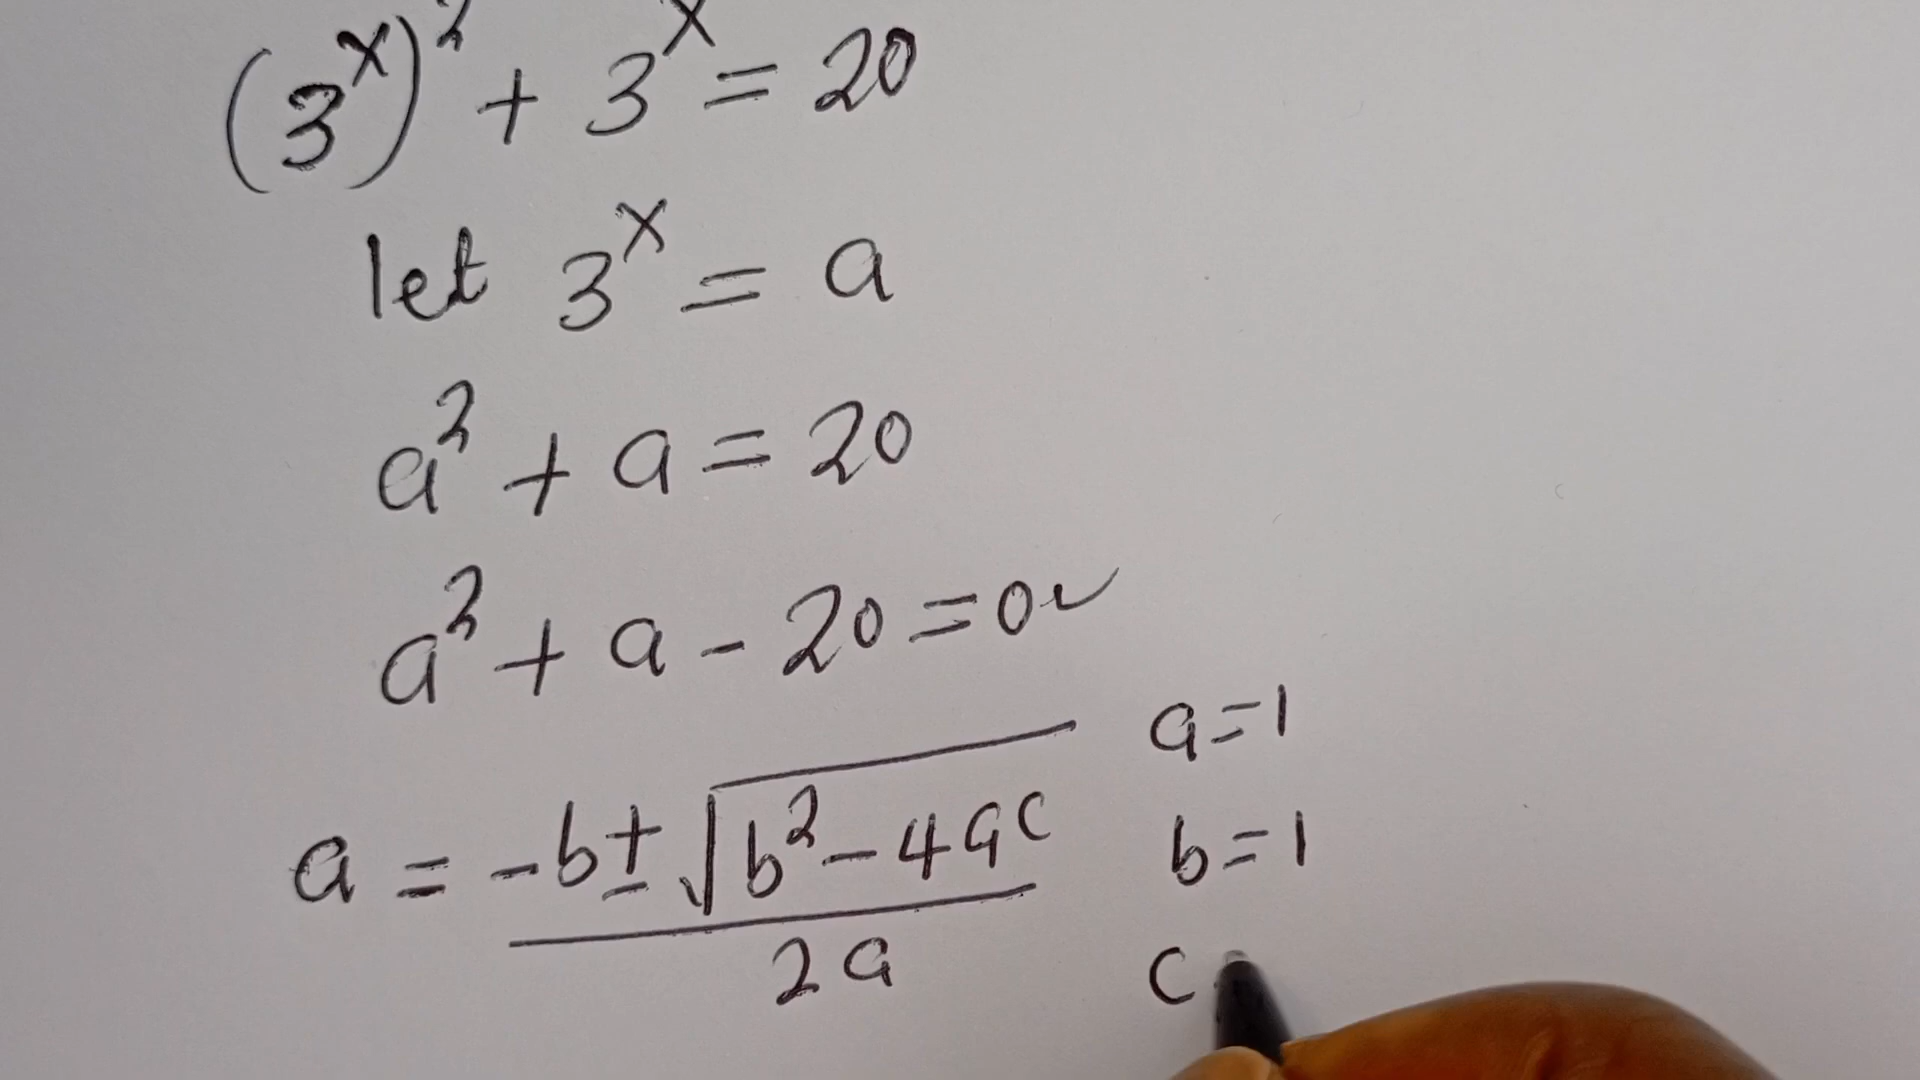 (3^x)^2 + 3^x = 20
let 3^x = a
a^2 + a = 20
a^2 + a - 20 = 0
a = (-b ± √(b^2 - 4ac)) / 2a
a = 1
b = 1
c